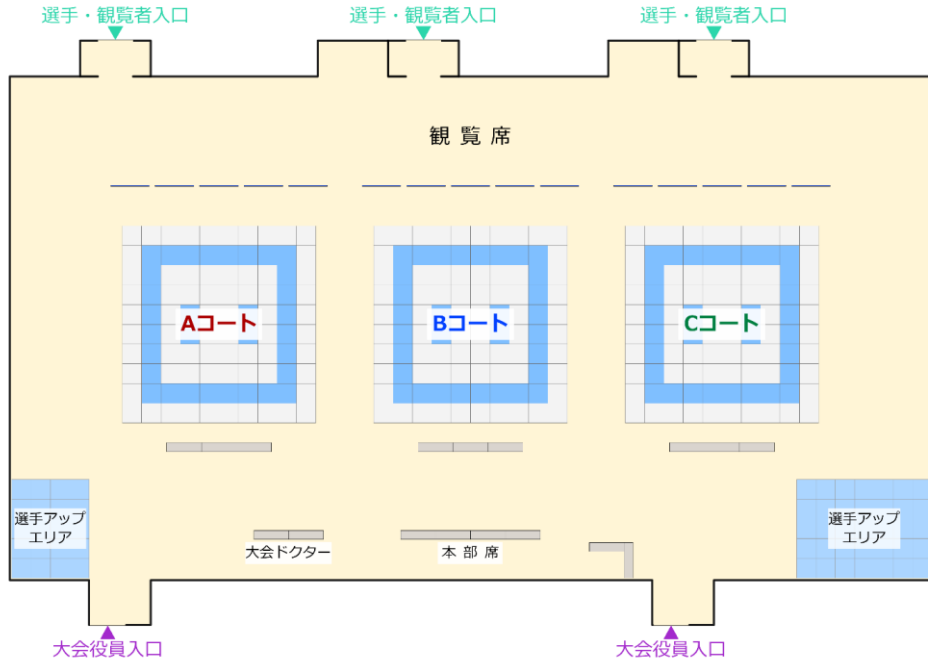 選手・観覧者入口
選手・観覧者入口
選手・観覧者入口
観覧席
Aコート
Bコート
Cコート
選手アップ
エリア
大会ドクター
本部席
選手アップ
エリア
大会役員入口
大会役員入口